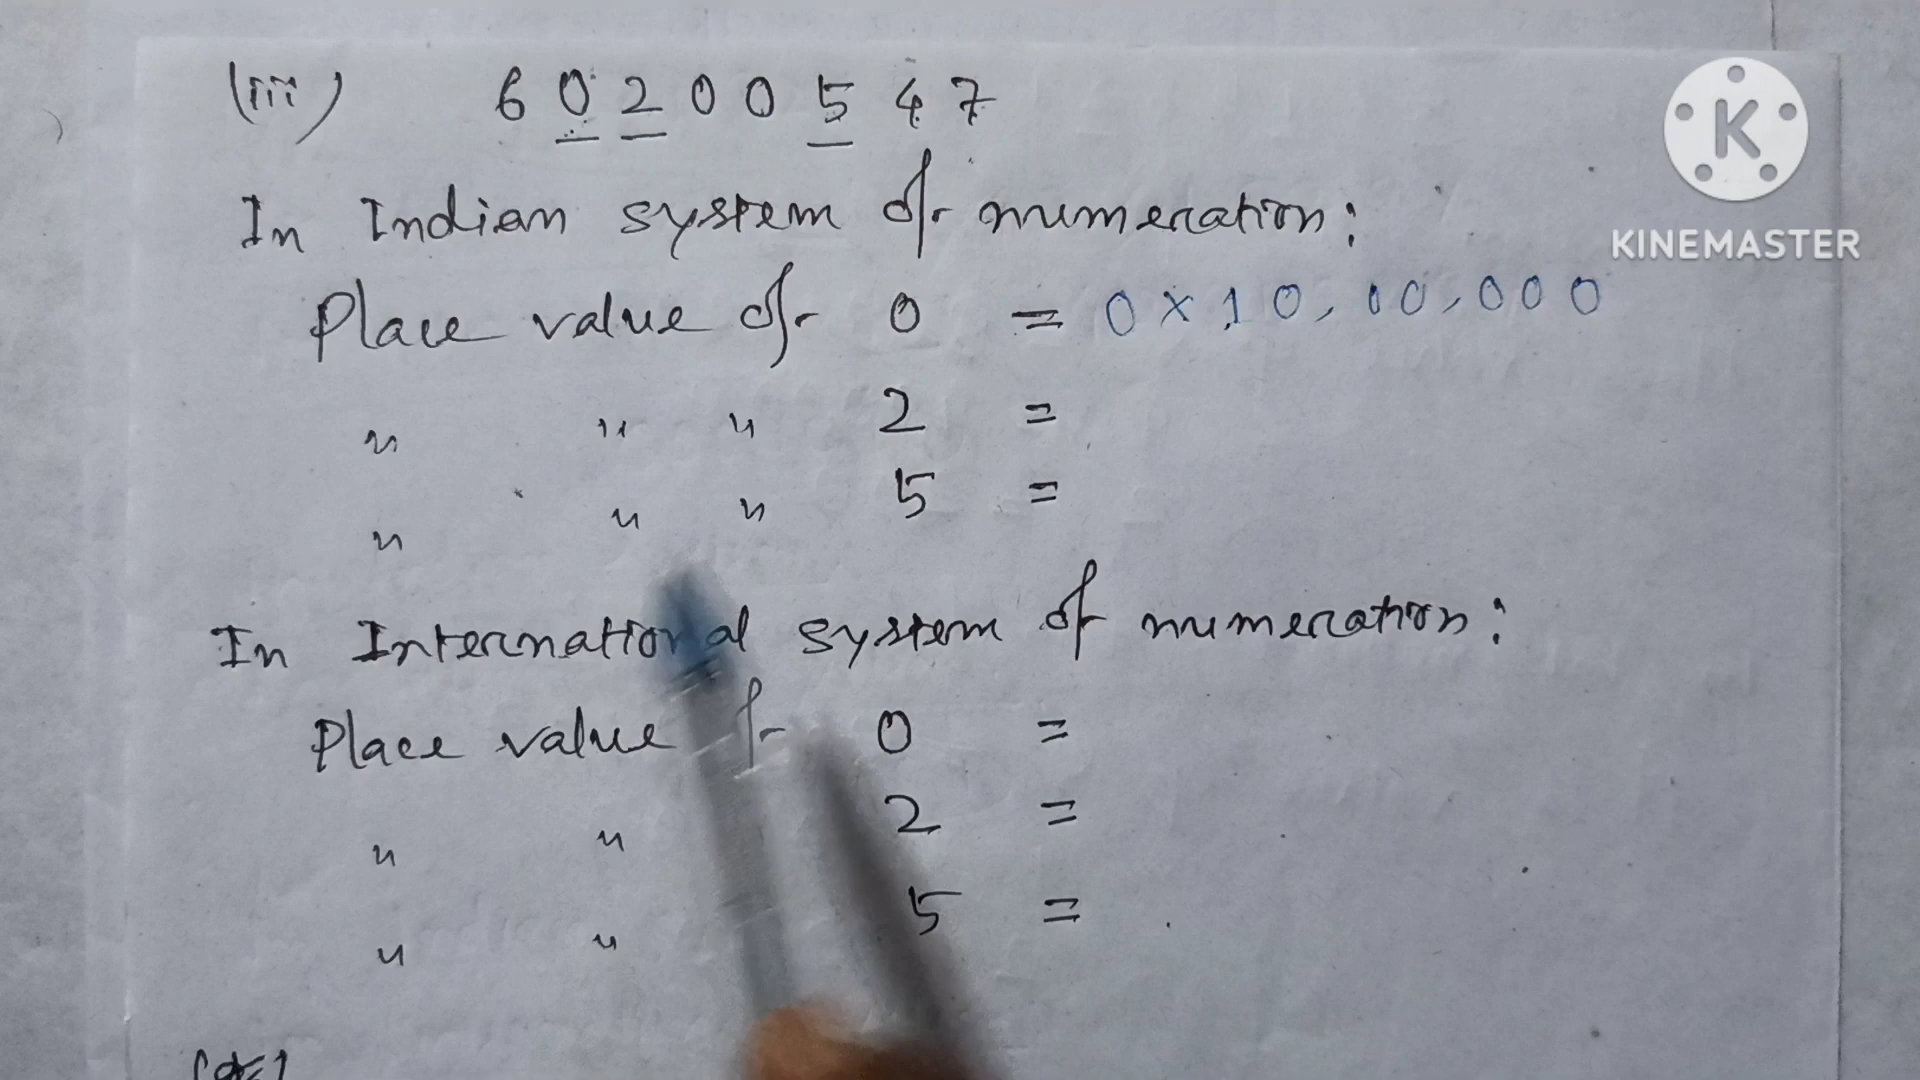 (iii) 6 0 2 0 0 5 4 7
In Indian system of numeration:
Place value of 0 = 0 × 10,00,000
" " " 2 =
" " " 5 =
In International system of numeration:
Place value of 0 =
" " 2 =
" " 5 =
K
KINEMASTER